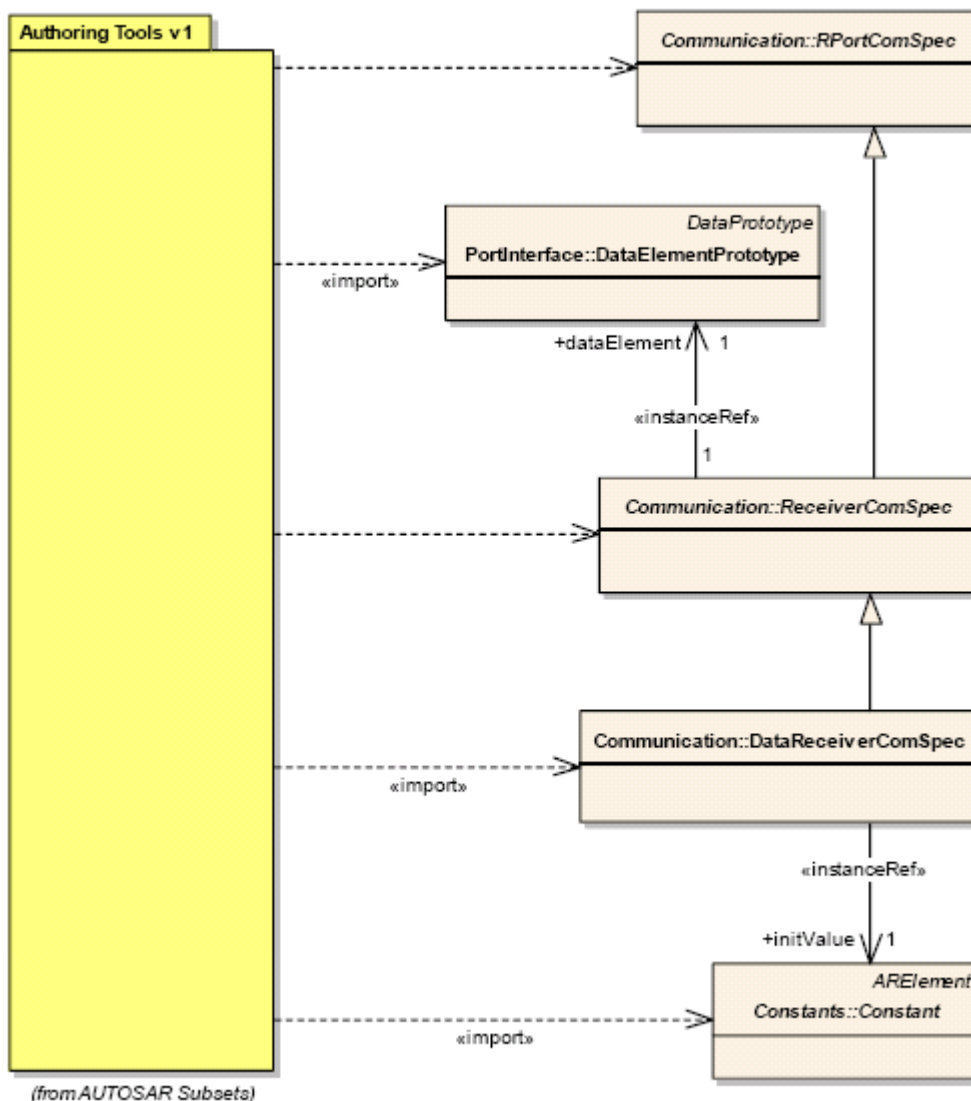 Authoring Tools v1
Communication::RPortComSpec
DataPrototype
PortInterface::DataElementPrototype
«import»
+dataElement 1
«instanceRef»
1
Communication::ReceiverComSpec
Communication::DataReceiverComSpec
«import»
«instanceRef»
+initValue 1
ARElement
Constants::Constant
«import»
(from AUTOSAR Subsets)